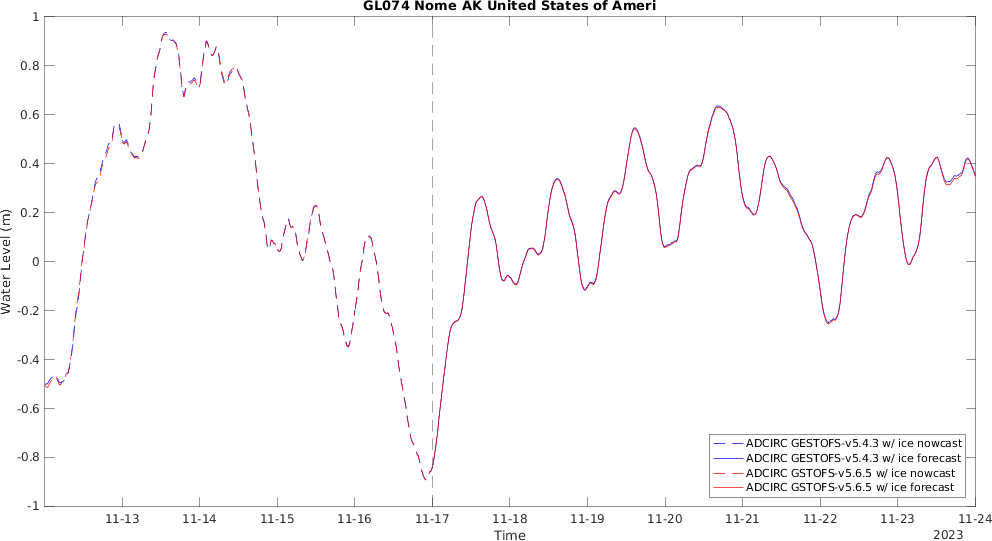 GL074 Nome AK United States of Ameri
1
0.8
0.6
0.4
0.2
0
-0.2
-0.4
-0.6
-0.8
-1
Water Level (m)
ADCIRC GESTOFS-v5.4.3 w/ ice nowcast
ADCIRC GESTOFS-v5.4.3 w/ ice forecast
ADCIRC GSTOFS-v5.6.5 w/ ice nowcast
ADCIRC GSTOFS-v5.6.5 w/ ice forecast
11-13 11-14 11-15 11-16 11-17 11-18 11-19 11-20 11-21 11-22 11-23 11-24
Time
2023